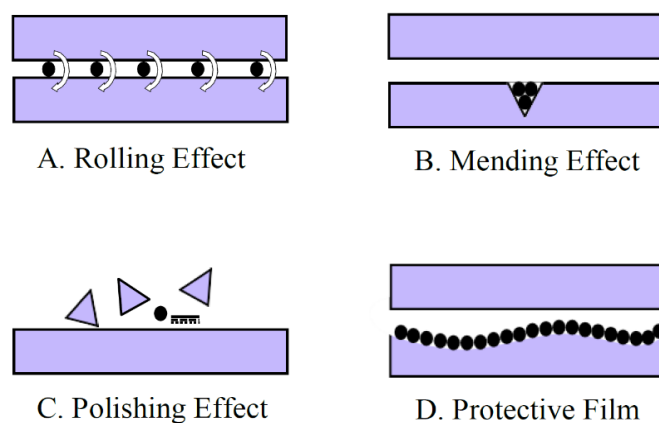 A. Rolling Effect
B. Mending Effect
C. Polishing Effect
D. Protective Film